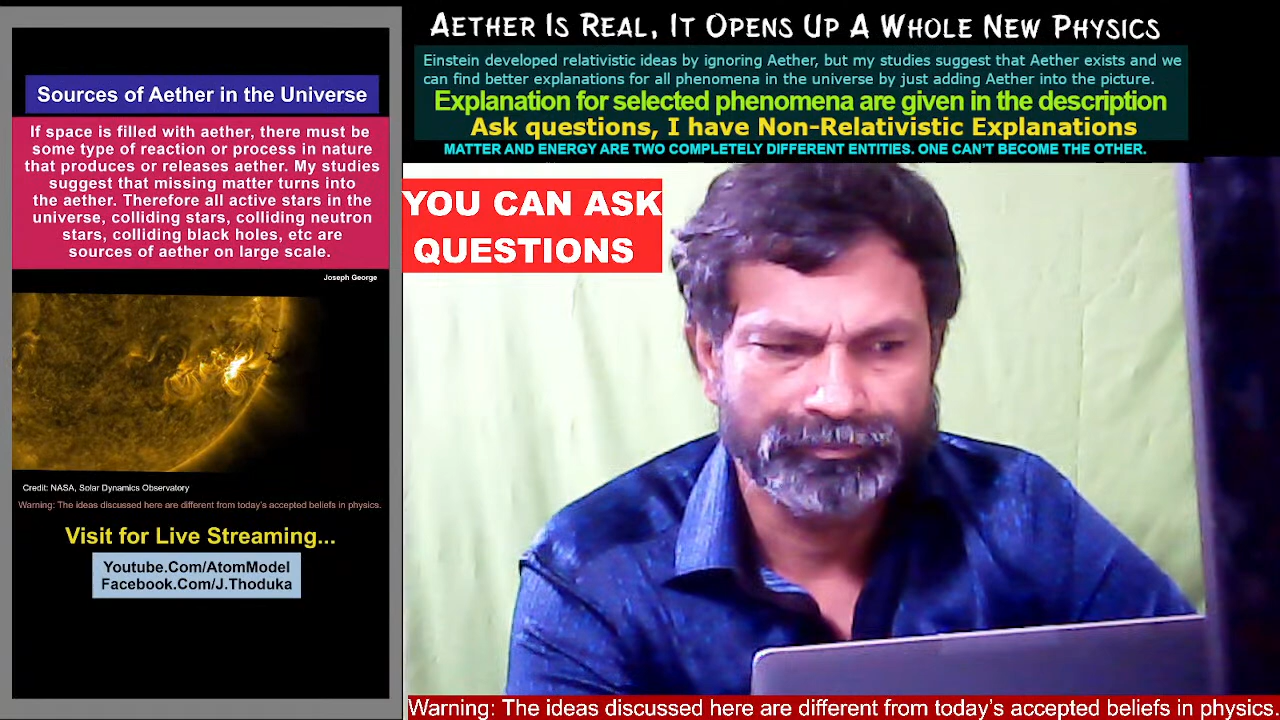 Sources of Aether in the Universe
If space is filled with aether, there must be
some type of reaction or process in nature
that produces or releases aether. My studies
suggest that missing matter turns into
the aether. Therefore all active stars in the
universe, colliding stars, colliding neutron
stars, colliding black holes, etc are
sources of aether on large scale.
Joseph George
Credit: NASA, Solar Dynamics Observatory
Warning: The ideas discussed here are different from today's accepted beliefs in physics.
Visit for Live Streaming...
Youtube.Com/AtomModel
Facebook.Com/J.Thoduka
Aether Is Real, It Opens Up A Whole New Physics
Einstein developed relativistic ideas by ignoring Aether, but my studies suggest that Aether exists and we
can find better explanations for all phenomena in the universe by just adding Aether into the picture.
Explanation for selected phenomena are given in the description
Ask questions, I have Non-Relativistic Explanations
MATTER AND ENERGY ARE TWO COMPLETELY DIFFERENT ENTITIES. ONE CAN'T BECOME THE OTHER.
YOU CAN ASK
QUESTIONS
Warning: The ideas discussed here are different from today's accepted beliefs in physics.